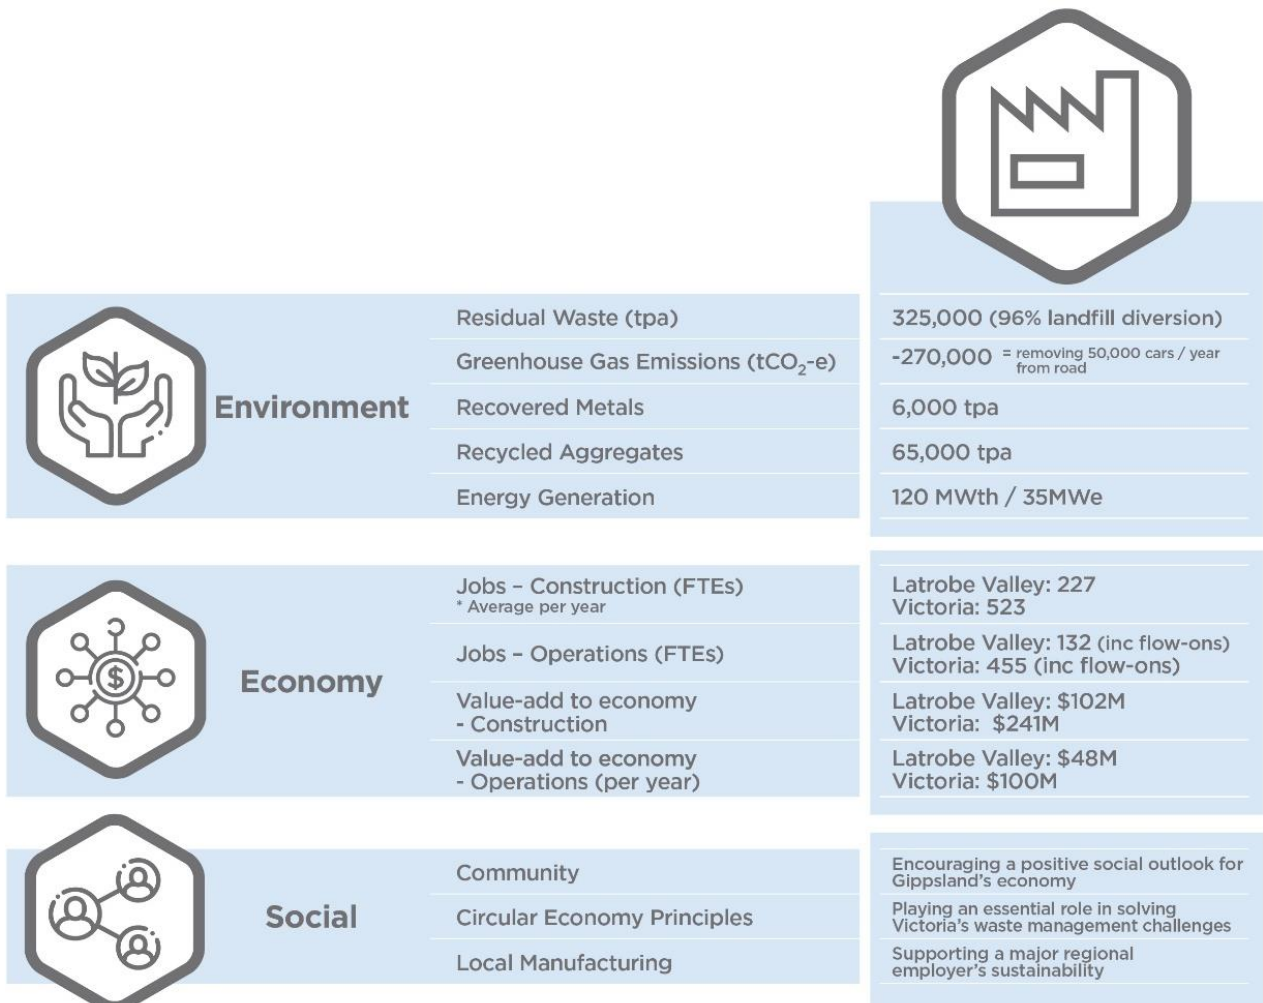 Environment
Residual Waste (tpa)
325,000 (96% landfill diversion)
Greenhouse Gas Emissions (tCO₂-e)
-270,000 = removing 50,000 cars / year
from road
Recovered Metals
6,000 tpa
Recycled Aggregates
65,000 tpa
Energy Generation
120 MWth / 35MWe
Economy
Jobs – Construction (FTEs)
* Average per year
Latrobe Valley: 227
Victoria: 523
Jobs – Operations (FTEs)
Latrobe Valley: 132 (inc flow-ons)
Victoria: 455 (inc flow-ons)
Value-add to economy
- Construction
Latrobe Valley: $102M
Victoria: $241M
Value-add to economy
- Operations (per year)
Latrobe Valley: $48M
Victoria: $100M
Social
Community
Encouraging a positive social outlook for
Gippsland's economy
Circular Economy Principles
Playing an essential role in solving
Victoria's waste management challenges
Local Manufacturing
Supporting a major regional
employer's sustainability